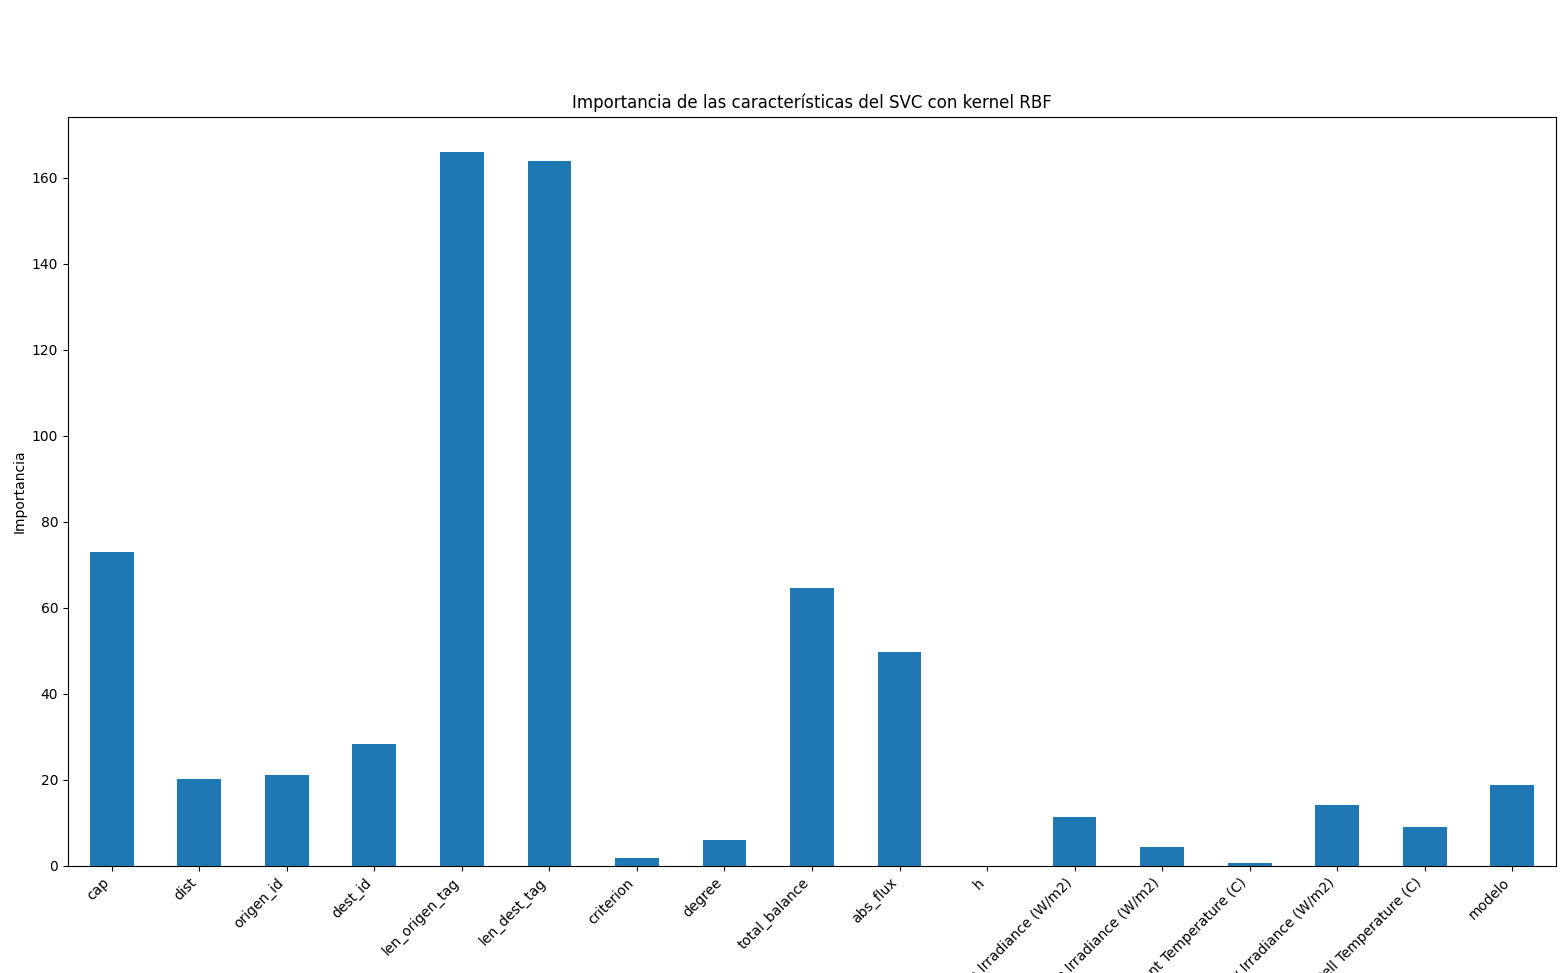 Importancia de las características del SVC con kernel RBF
Importancia
160
140
120
100
80
60
40
20
0
cap
dist
origen_id
dest_id
len_origen_tag
len_dest_tag
criterion
degree
total_balance
abs_flux
h
Irradiance (W/m2)
Irradiance (W/m2)
Temperature (C)
Irradiance (W/m2)
Temperature (C)
modelo